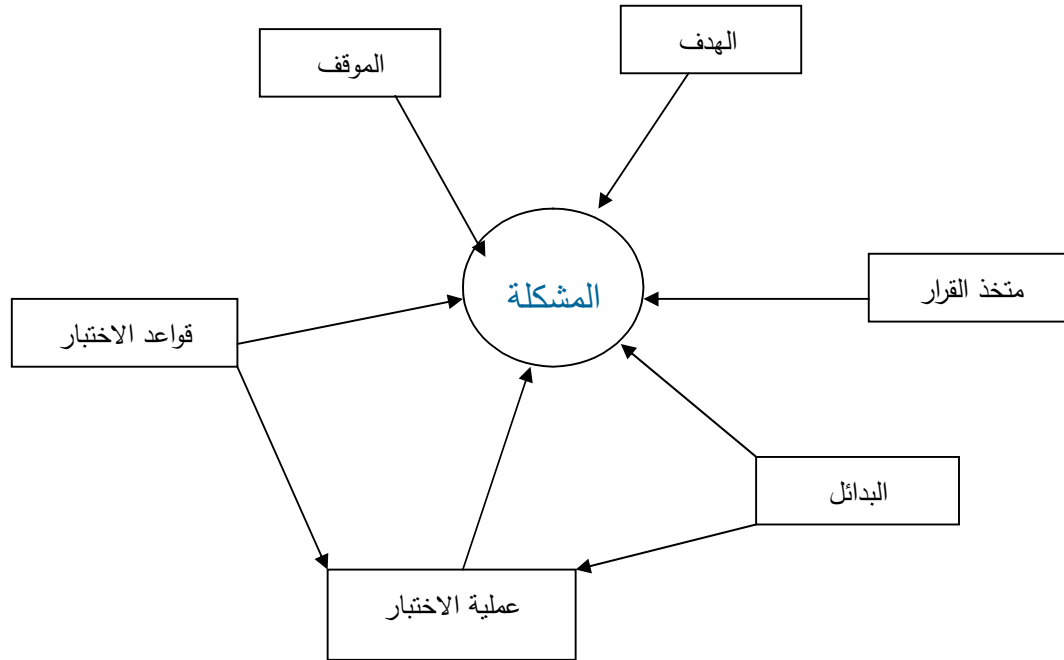 الهدف
الموقف
متخذ القرار
المشكلة
قواعد الاختبار
البدائل
عملية الاختبار